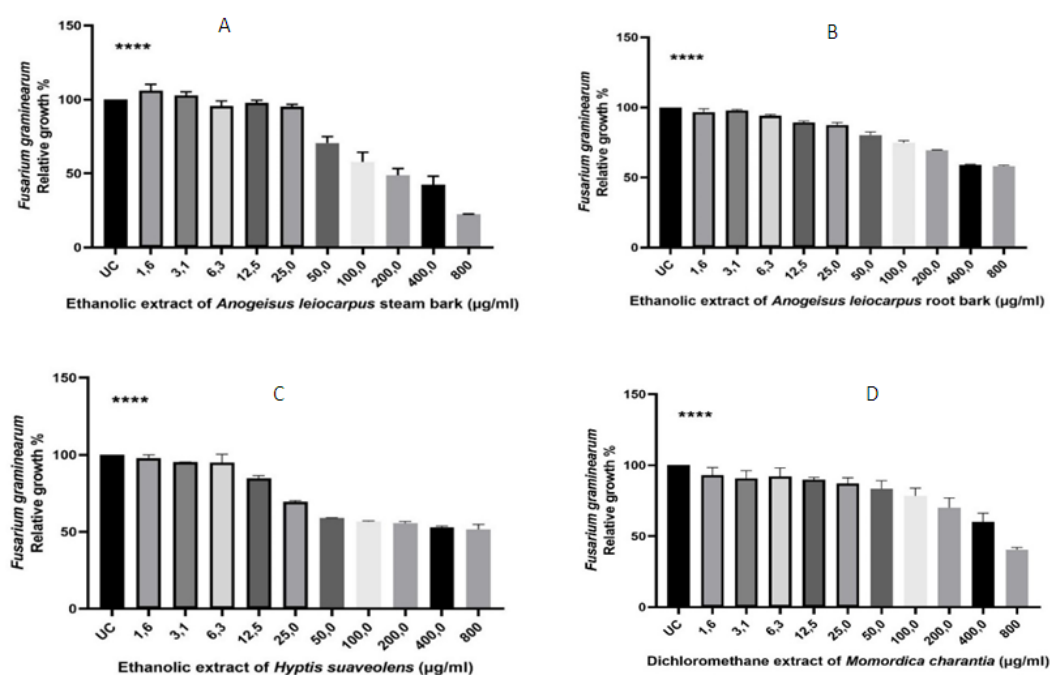 A
150
100
50
0
Fusarium graminearum
Relative growth %
****
UC 1,6 3,1 6,3 12,5 25,0 50,0 100,0 200,0 400,0 800
Ethanolic extract of Anogeisus leiocarpus steam bark (µg/ml)
B
150
100
50
0
Fusarium graminearum
Relative growth %
****
UC 1,6 3,1 6,3 12,5 25,0 50,0 100,0 200,0 400,0 800
Ethanolic extract of Anogeisus leiocarpus root bark (µg/ml)
C
150
100
50
0
Fusarium graminearum
Relative growth %
****
UC 1,6 3,1 6,3 12,5 25,0 50,0 100,0 200,0 400,0 800
Ethanolic extract of Hyptis suaveolens (µg/ml)
D
150
100
50
0
Fusarium graminearum
Relative growth %
****
UC 1,6 3,1 6,3 12,5 25,0 50,0 100,0 200,0 400,0 800
Dichloromethane extract of Momordica charantia (µg/ml)